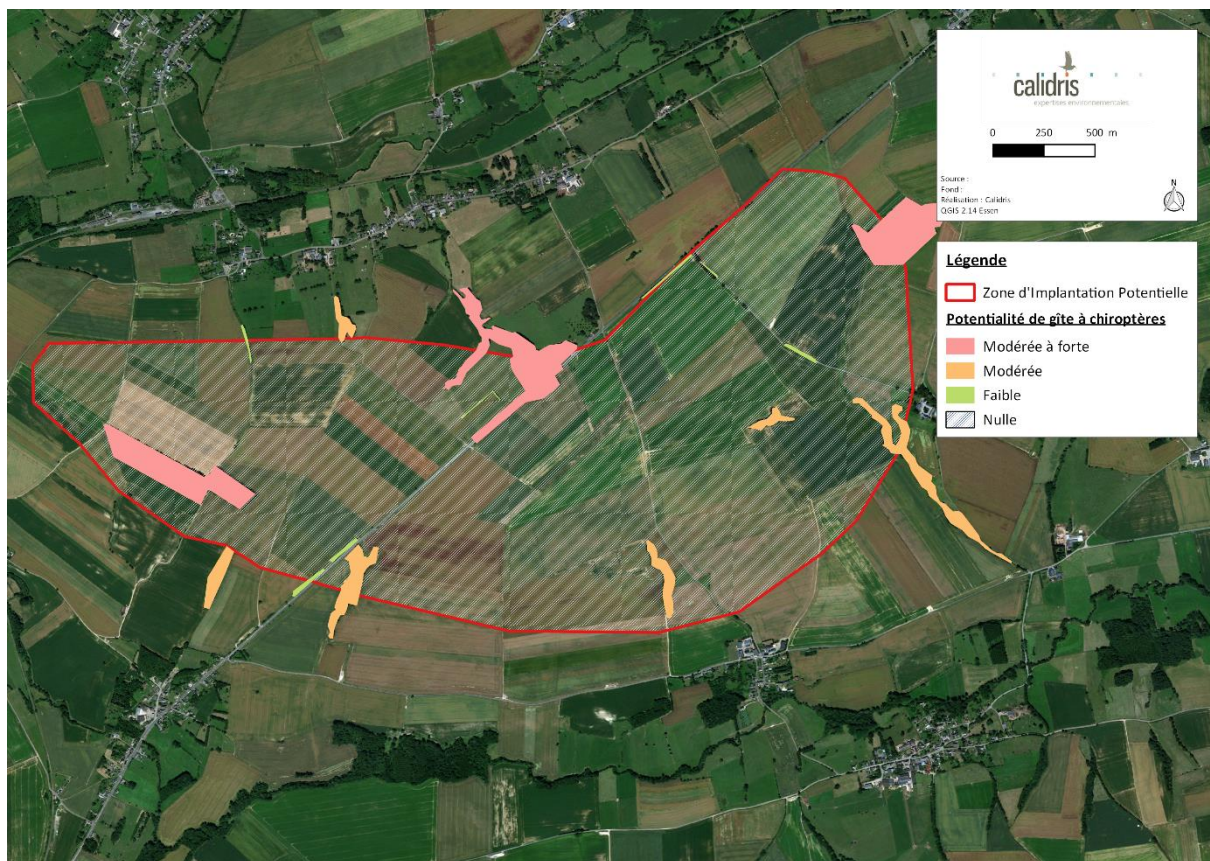 calidris
expertises environnementales
0 250 500 m
Source :
Fond :
Réalisation : Calidris
QGIS 2.14 Essen
N
Légende
Zone d'Implantation Potentielle
Potentialité de gîte à chiroptères
Modérée à forte
Modérée
Faible
Nulle